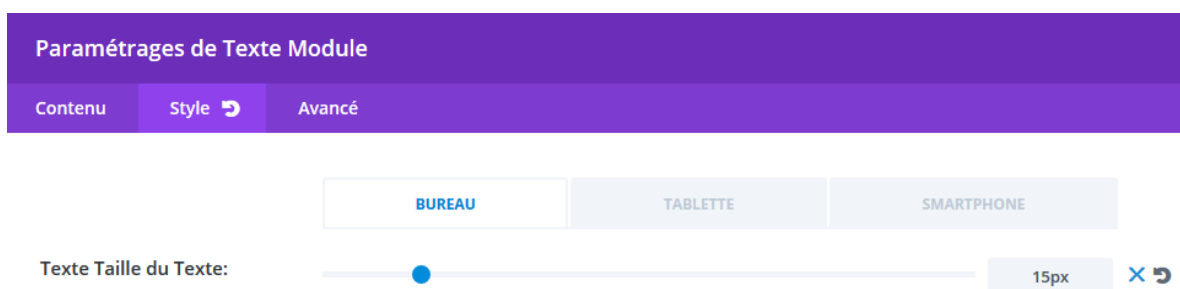 Paramétrages de Texte Module
Contenu Style Avancé
BUREAU TABLETTE SMARTPHONE
Texte Taille du Texte: 15px